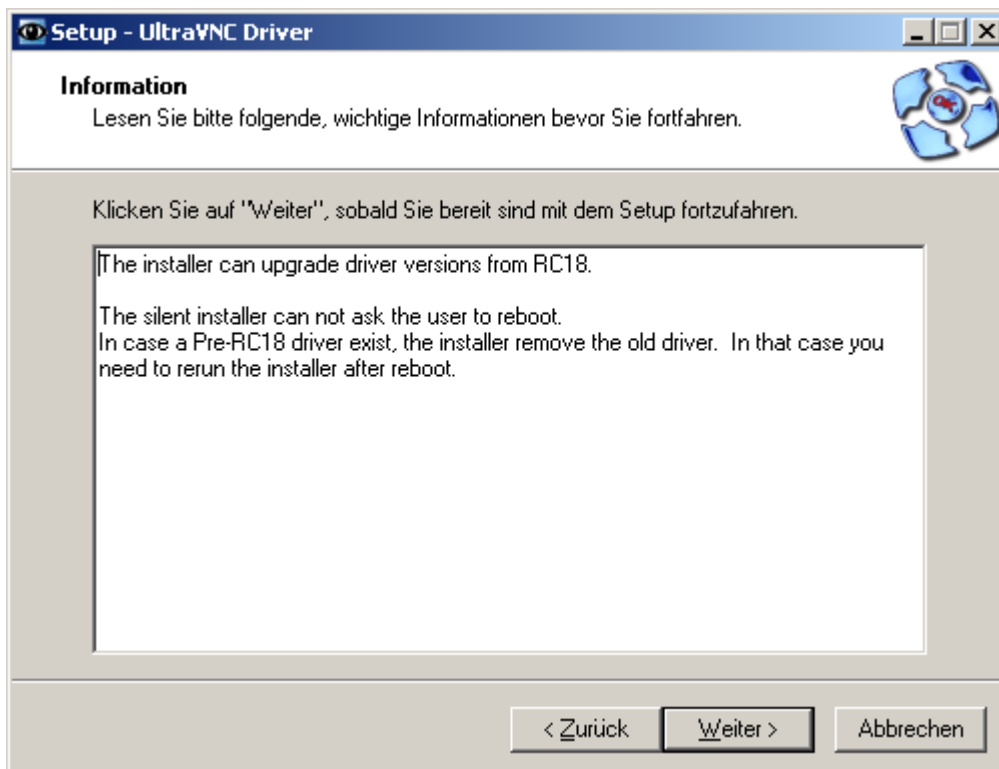 Setup - UltraVNC Driver
Information
Lesen Sie bitte folgende, wichtige Informationen bevor Sie fortfahren.
OK
Klicken Sie auf "Weiter", sobald Sie bereit sind mit dem Setup fortzufahren.
The installer can upgrade driver versions from RC18.
The silent installer can not ask the user to reboot.
In case a Pre-RC18 driver exist, the installer remove the old driver.  In that case you
need to rerun the installer after reboot.
< Zurück
Weiter >
Abbrechen